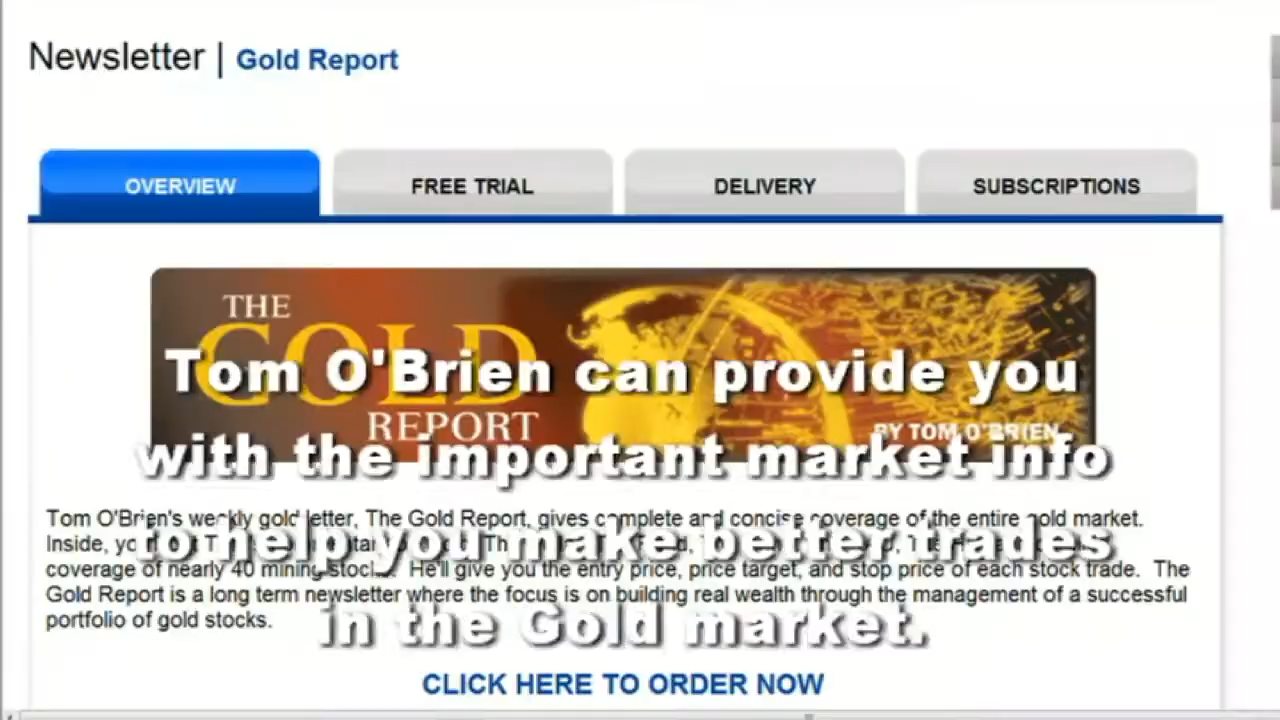 Newsletter | Gold Report
OVERVIEW
FREE TRIAL
DELIVERY
SUBSCRIPTIONS
THE
GOLD
REPORT
BY TOM O'BRIEN
Tom O'Brien can provide you
with the important market info
to help you make better trades
in the Gold market.
Tom O'Brien's weekly gold letter, The Gold Report, gives complete and concise coverage of the entire gold market.
Inside,
coverage of nearly 40 mining He'll give you the entry price, price target, and stop price of each stock trade. The
Gold Report is a long term newsletter where the focus is on building real wealth through the management of a successful
portfolio of gold stocks.
CLICK HERE TO ORDER NOW